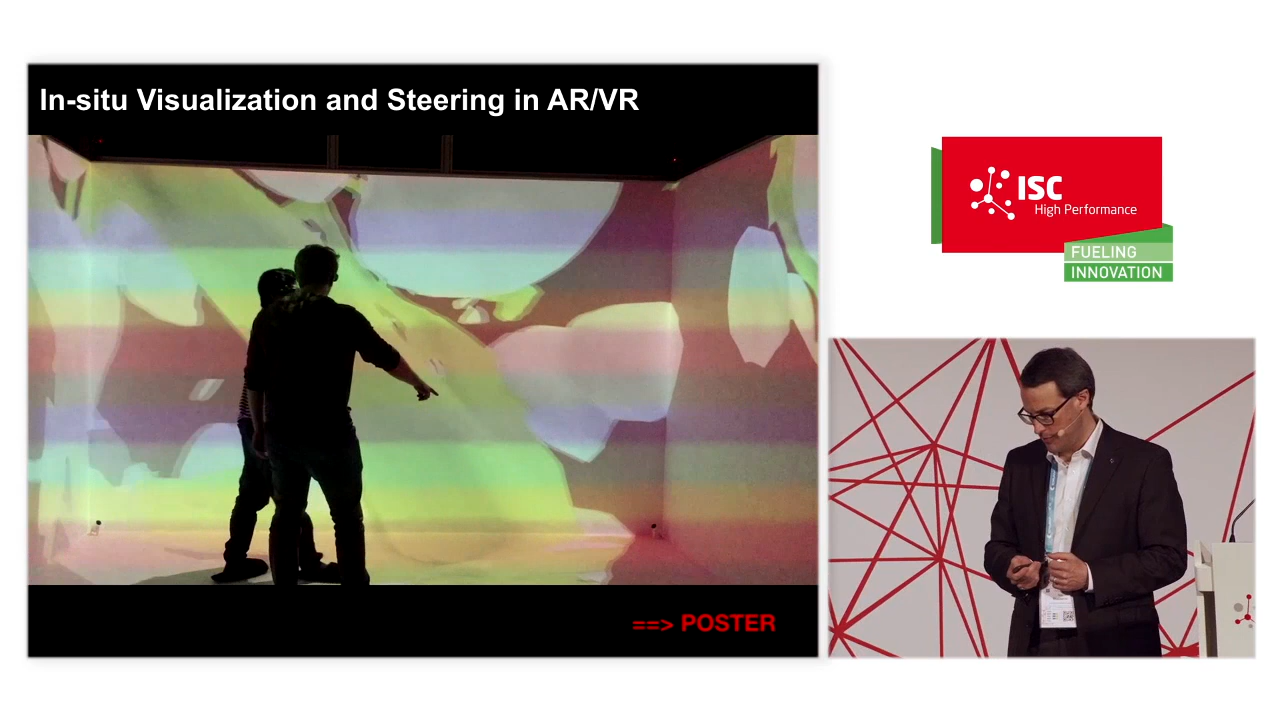 In-situ Visualization and Steering in AR/VR
==> POSTER
ISC
High Performance
FUELING
INNOVATION